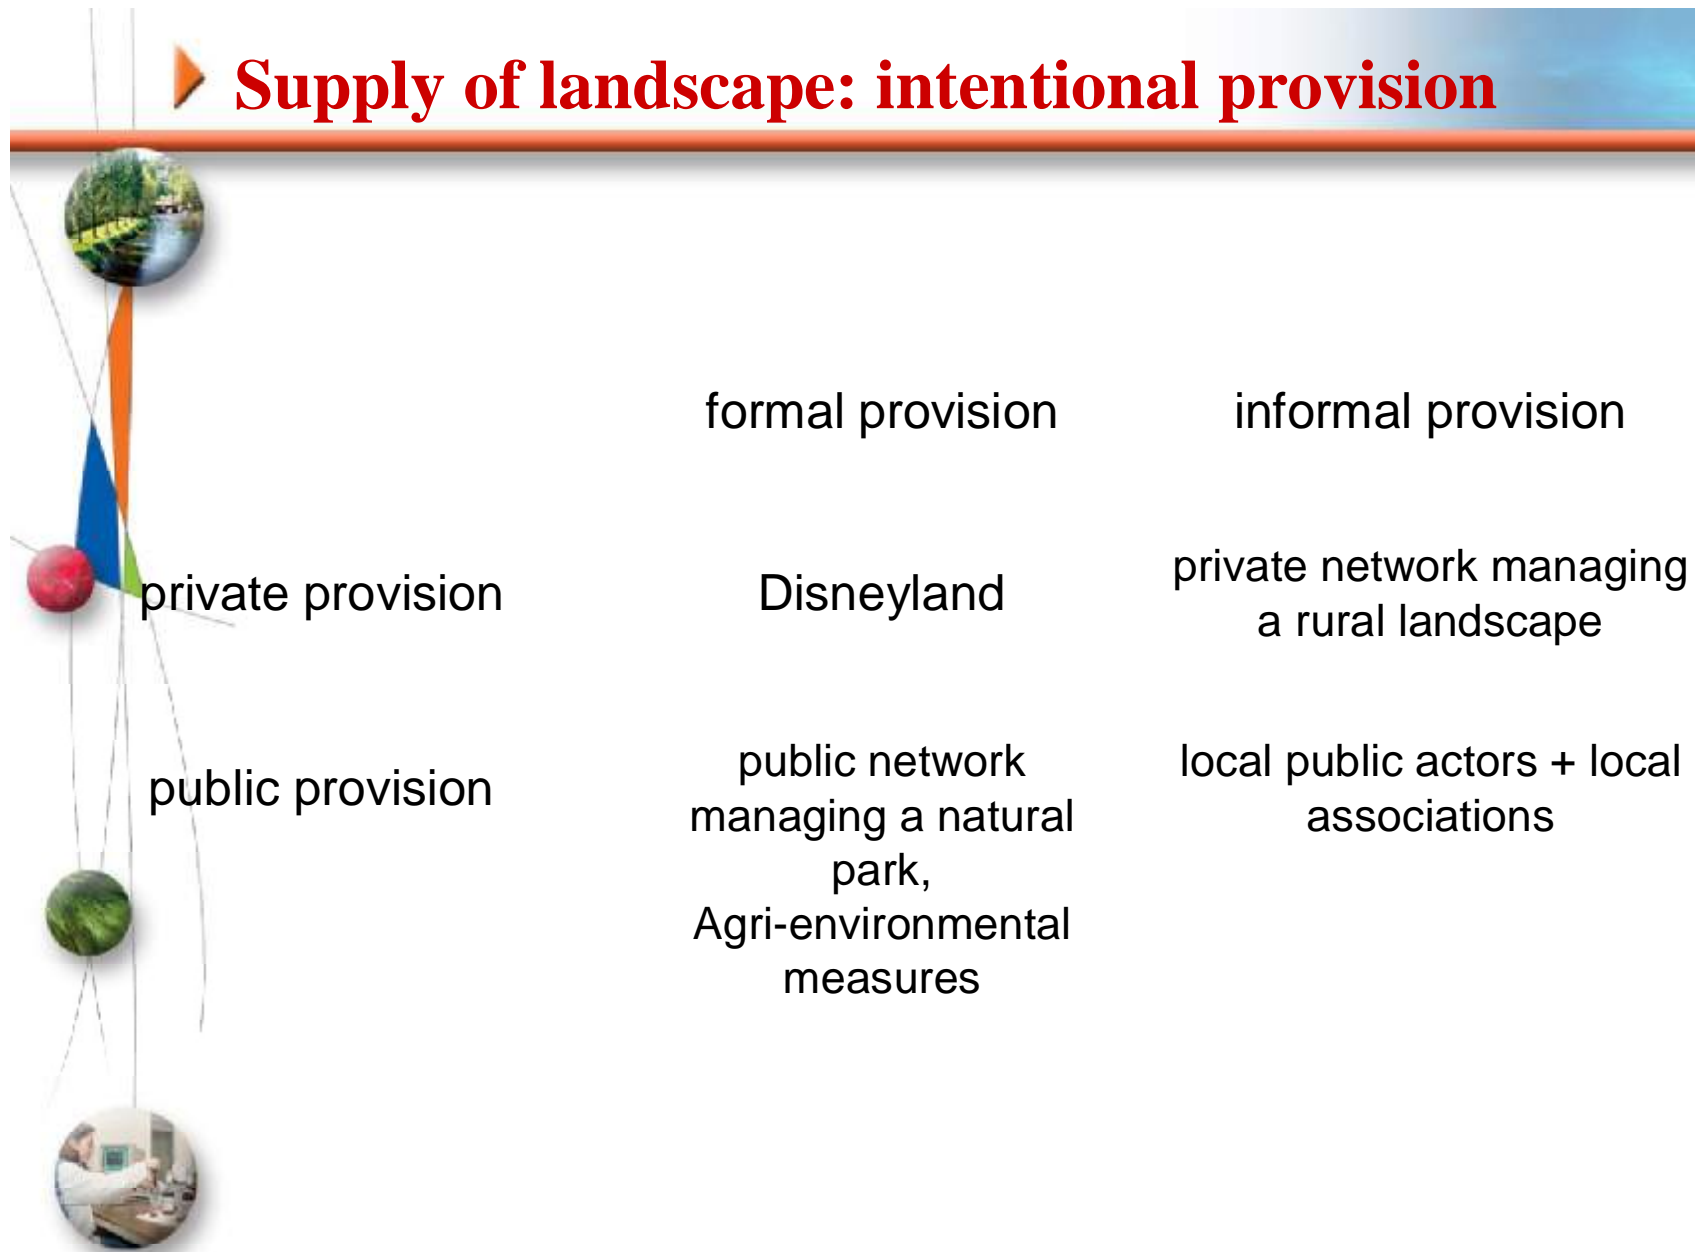 Supply of landscape: intentional provision
formal provision
informal provision
private provision
Disneyland
private network managing
a rural landscape
public provision
public network
managing a natural
park,
Agri-environmental
measures
local public actors + local
associations